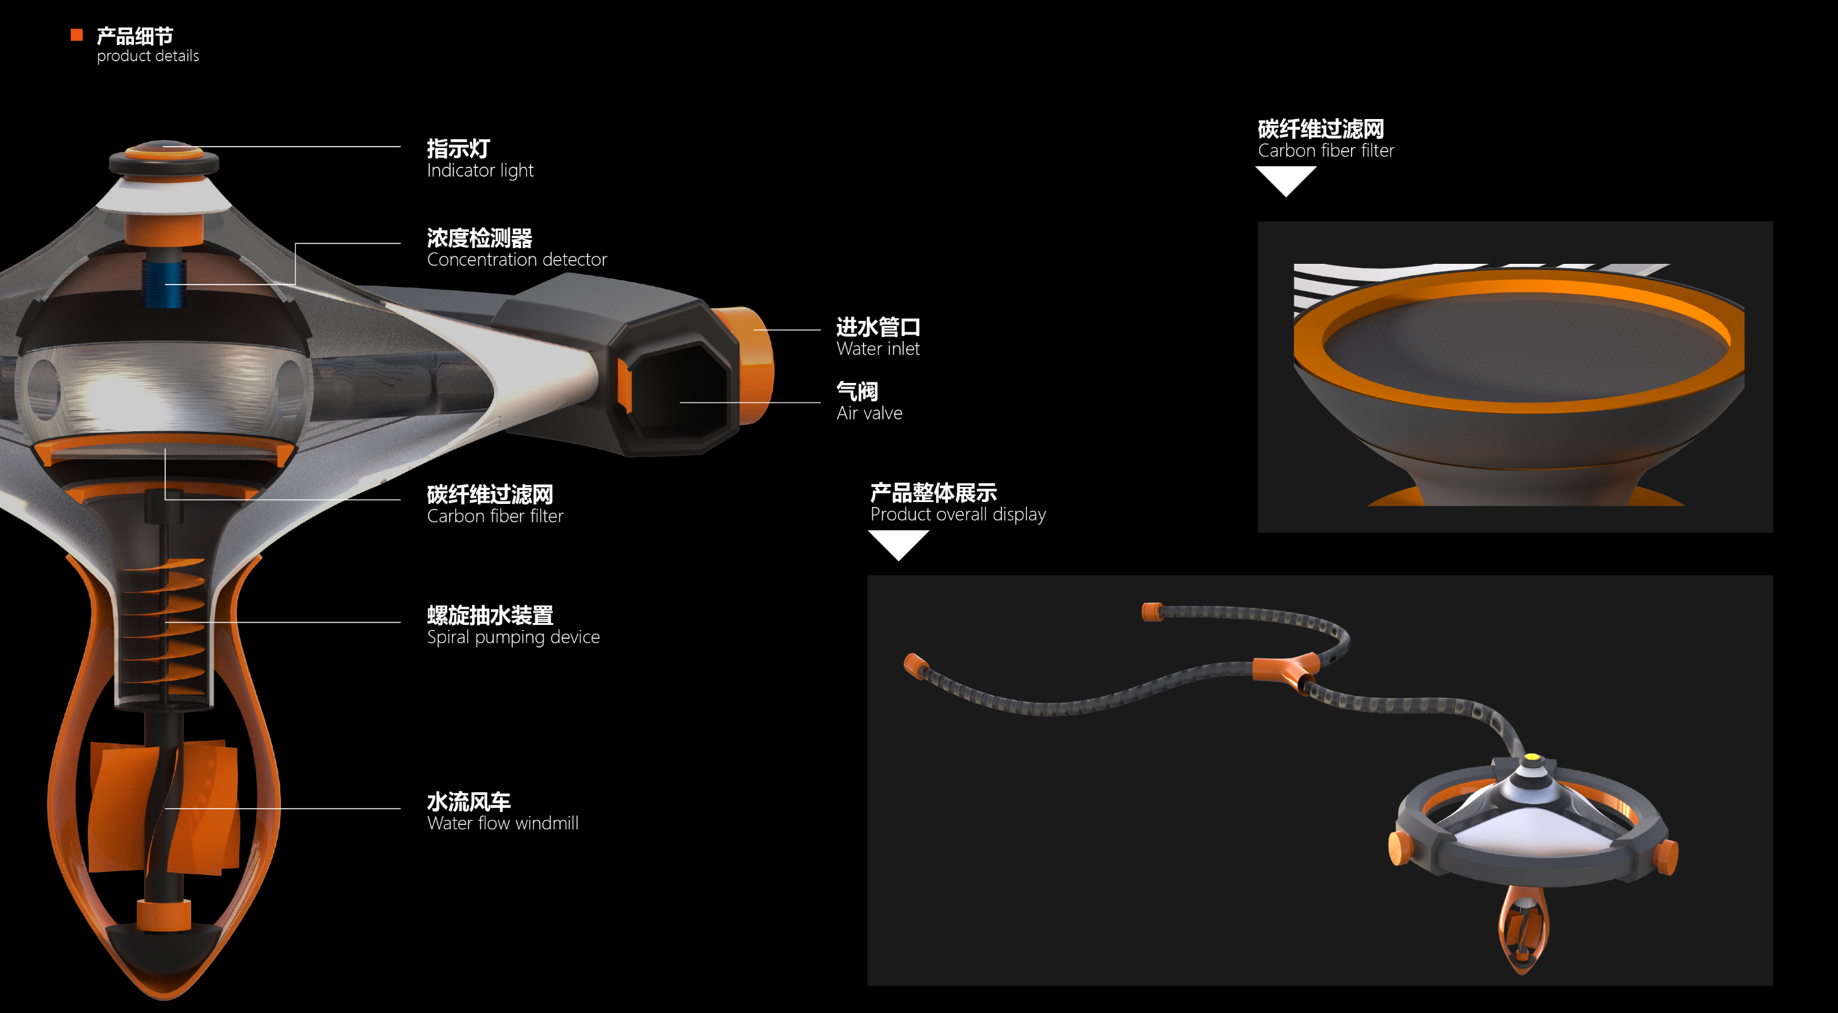 产品细节
product details
指示灯
Indicator light
浓度检测器
Concentration detector
进水管口
Water inlet
气阀
Air valve
碳纤维过滤网
Carbon fiber filter
螺旋抽水装置
Spiral pumping device
水流风车
Water flow windmill
碳纤维过滤网
Carbon fiber filter
产品整体展示
Product overall display